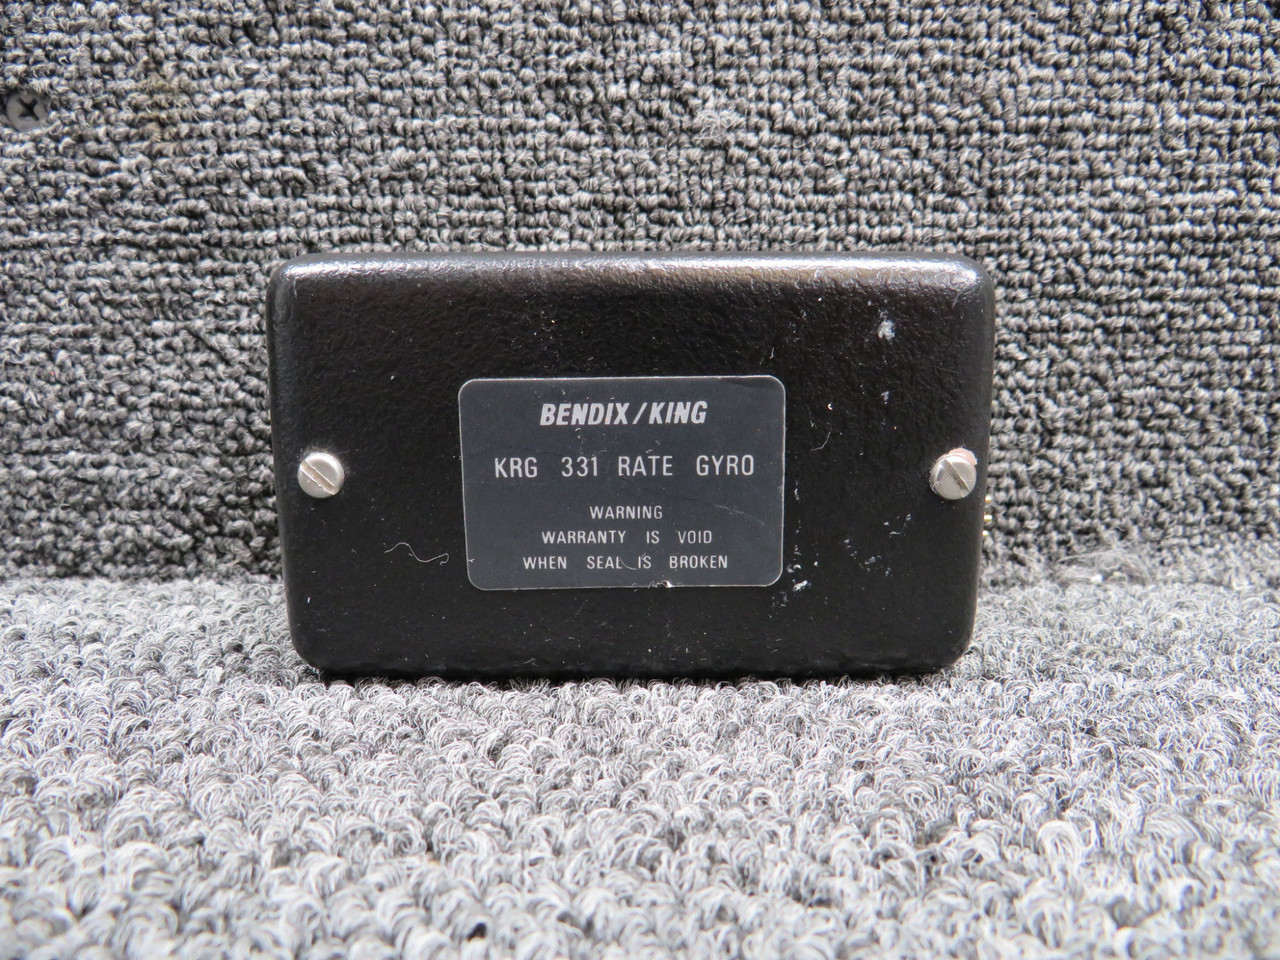 BENDIX/KING
KRG 331 RATE GYRO
WARNING
WARRANTY IS VOID
WHEN SEAL IS BROKEN